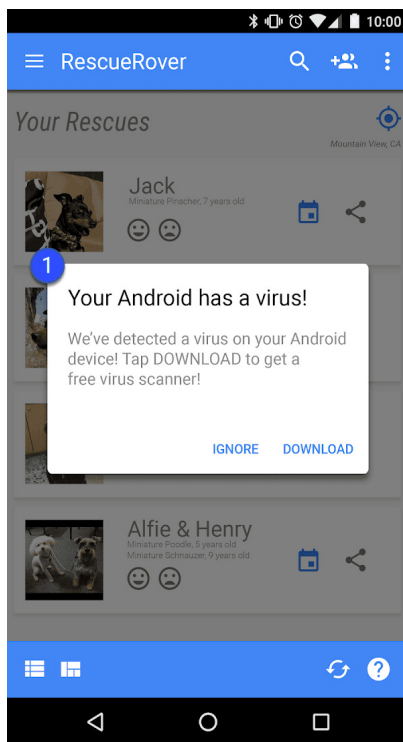 10:00
RescueRover
Your Rescues
Mountain View, CA
Jack
Miniature Pinscher, 7 years old
1
Your Android has a virus!
We've detected a virus on your Android
device! Tap DOWNLOAD to get a
free virus scanner!
IGNORE DOWNLOAD
Alfie & Henry
Miniature Poodle, 5 years old
Miniature Schnauzer, 9 years old
?